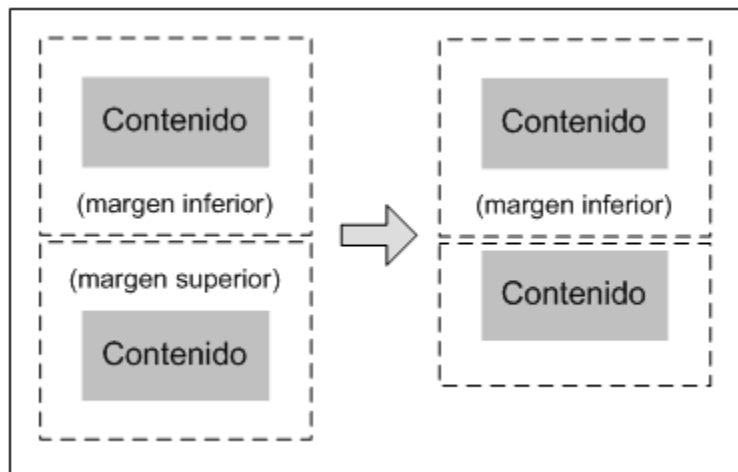 Contenido
(margen inferior)
(margen superior)
Contenido
Contenido
(margen inferior)
Contenido